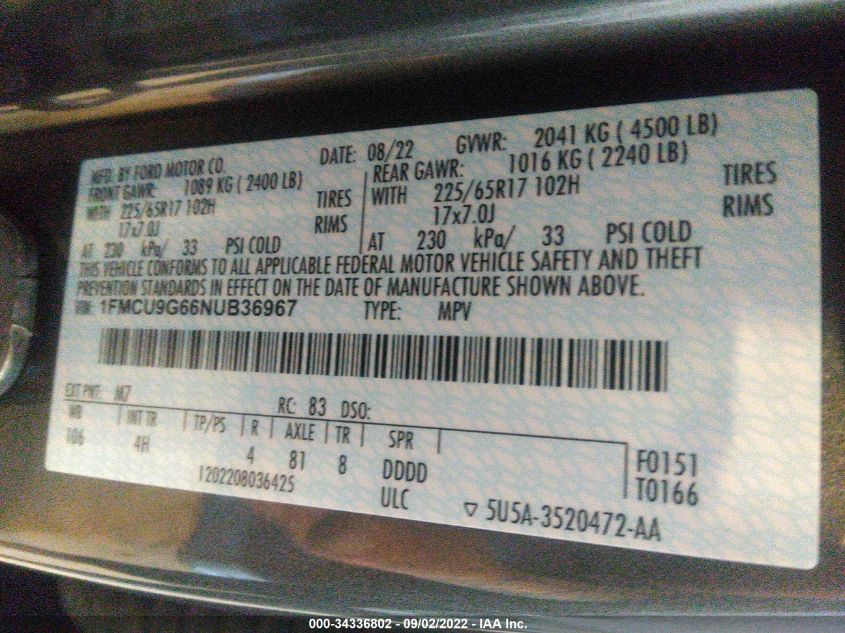 MFD. BY FORD MOTOR CO. DATE: 08/22 GVWR: 2041 KG ( 4500 LB)
FRONT GAWR: 1089 KG ( 2400 LB) REAR GAWR: 1016 KG ( 2240 LB)
WITH 225/65R17 102H TIRES WITH 225/65R17 102H TIRES
17x7.0J RIMS 17x7.0J RIMS
AT 230 kPa/ 33 PSI COLD AT 230 kPa/ 33 PSI COLD
THIS VEHICLE CONFORMS TO ALL APPLICABLE FEDERAL MOTOR VEHICLE SAFETY AND THEFT
PREVENTION STANDARDS IN EFFECT ON THE DATE OF MANUFACTURE SHOWN ABOVE.
VIN: 1FMCU9G66NUB36967 TYPE: MPV
EXT PNT: M7 RC: 83 DSO:
WB INT TR TP/PS R AXLE TR SPR
106 4H 4 81 8 DDDD F0151
1202208036425 ULC T0166
▽ 5U5A-3520472-AA
000-34336802 - 09/02/2022 - IAA Inc.